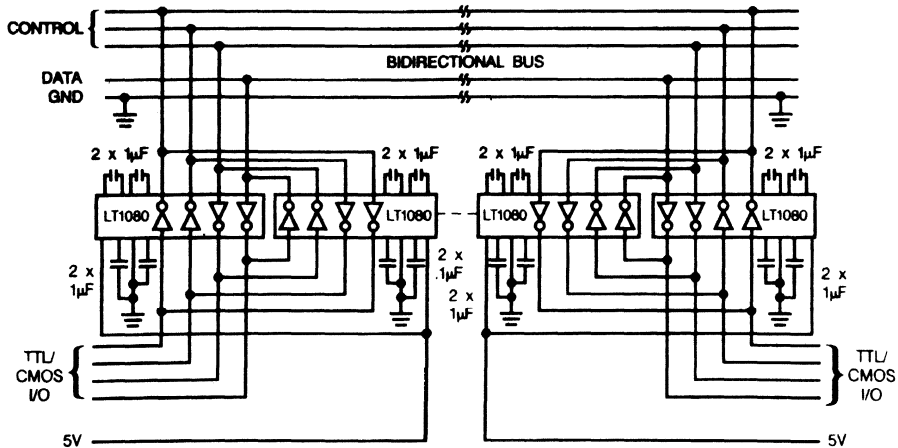 CONTROL
BIDIRECTIONAL BUS
DATA
GND
2 x 1µF
2 x 1µF
2 x 1µF
2 x 1µF
LT1080
LT1080
LT1080
LT1080
2 x
1µF
2 x
.1µF
2 x
1µF
2 x
1µF
TTL/
CMOS
I/O
TTL/
CMOS
I/O
5V
5V